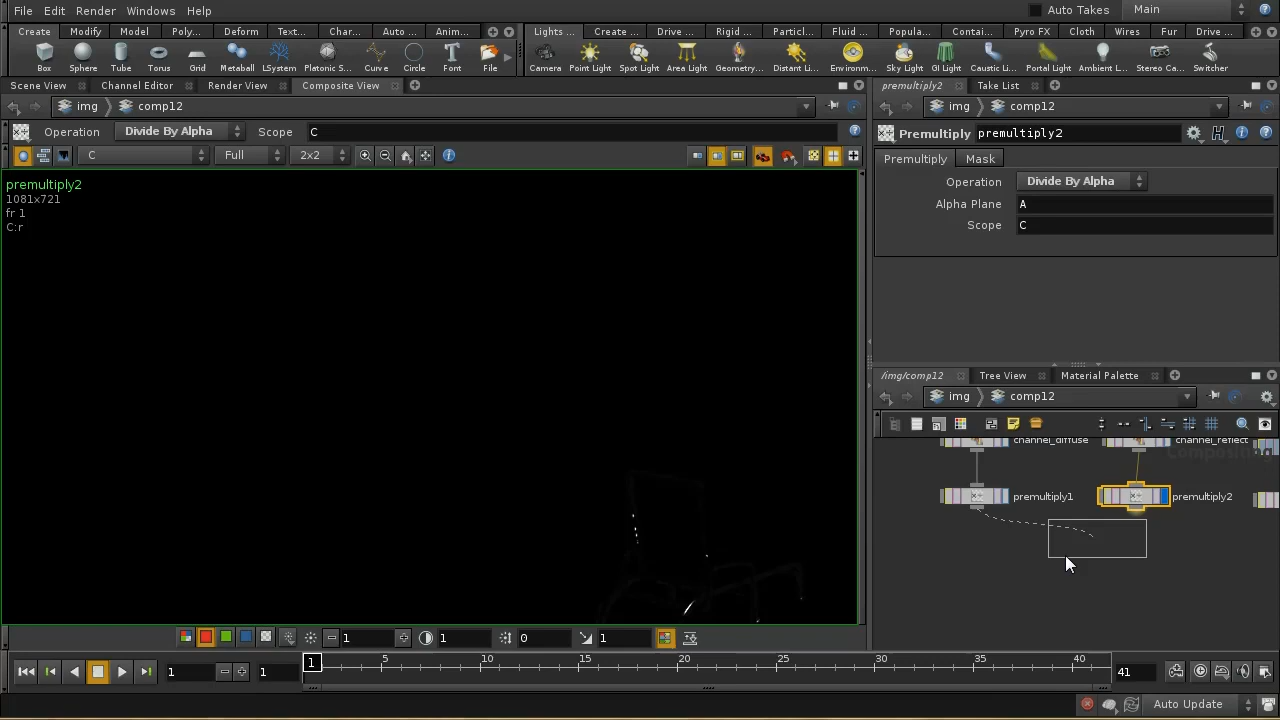 File Edit Render Windows Help Auto Takes Main
Create Modify Model Poly... Deform Text... Char... Auto ... Anim... Lights ... Create ... Drive ... Rigid ... Particl... Fluid ... Popula... Contai... Pyro FX Cloth Wires Fur Drive ...
Box Sphere Tube Torus Grid Metaball LSystem Platonic S... Curve Circle Font File Camera Point Light Spot Light Area Light Geometry... Distant Li... Environm... Sky Light GI Light Caustic Li... Portal Light Ambient L... Stereo Ca... Switcher
Scene View Channel Editor Render View Composite View
img comp12
Operation Divide By Alpha Scope C
C Full 2x2
premultiply2
1081x721
fr 1
C:r
1 1 0 1
premultiply2 Take List
img comp12
Premultiply premultiply2
Premultiply Mask
Operation Divide By Alpha
Alpha Plane A
Scope C
/img/comp12 Tree View Material Palette
img comp12
channel_diffuse channel_reflect
premultiply1 premultiply2
1 1 1 5 10 15 20 25 30 35 40 41
Auto Update